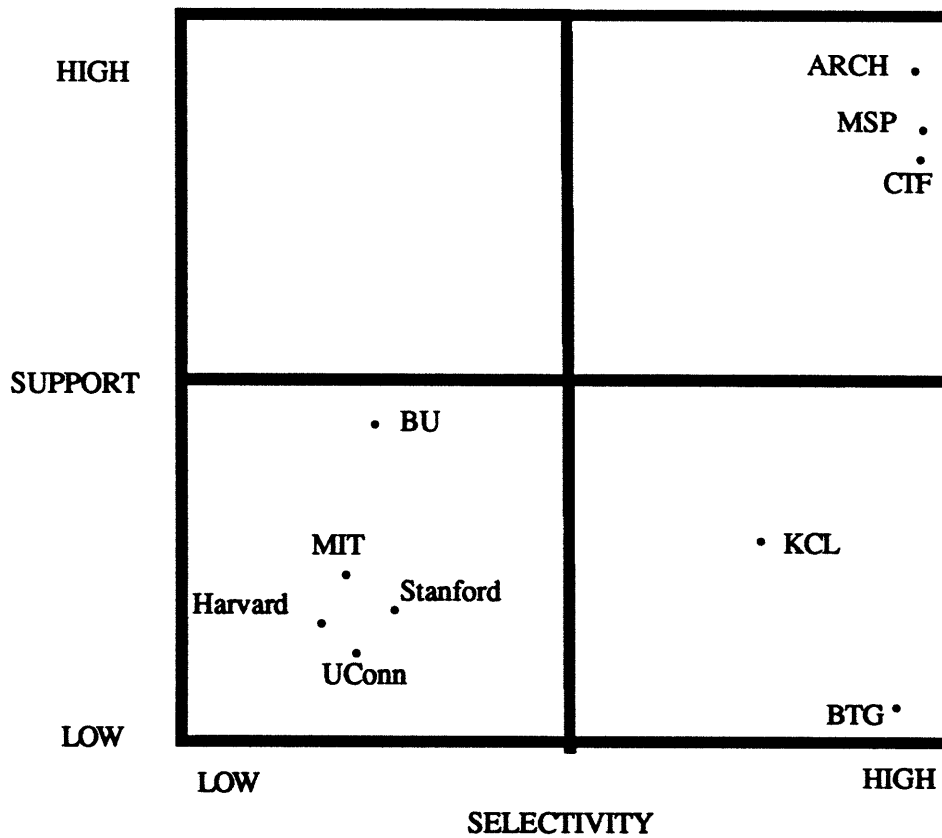 HIGH
ARCH
MSP
CTF
SUPPORT
BU
MIT
KCL
Harvard
Stanford
UConn
BTG
LOW
LOW
HIGH
SELECTIVITY